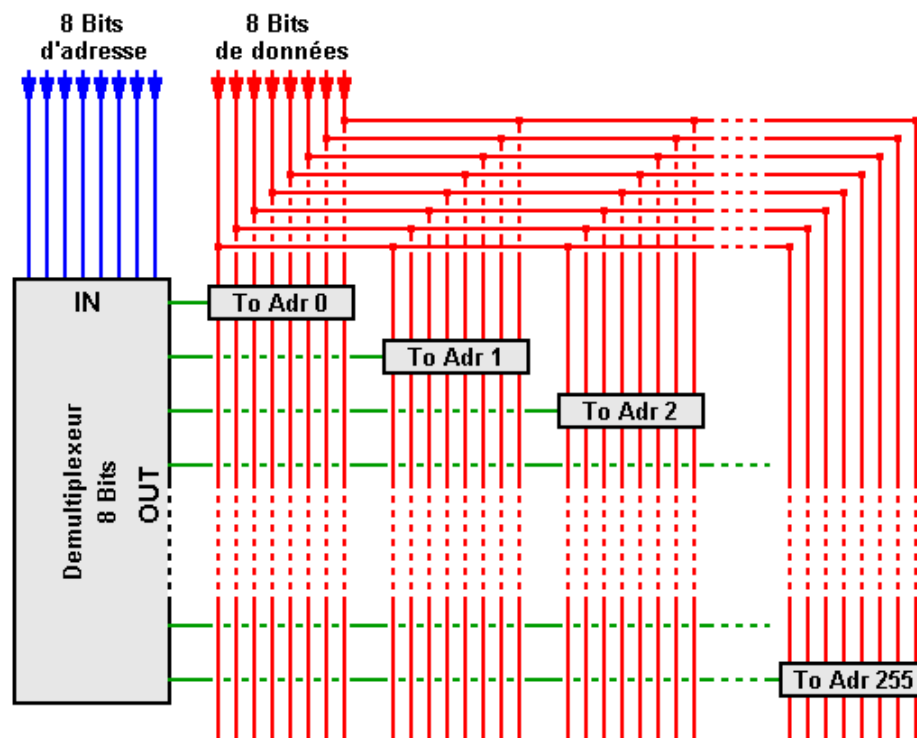 8 Bits
d'adresse
8 Bits
de données
IN
To Adr 0
To Adr 1
To Adr 2
Demultiplexeur
8 Bits
OUT
To Adr 255